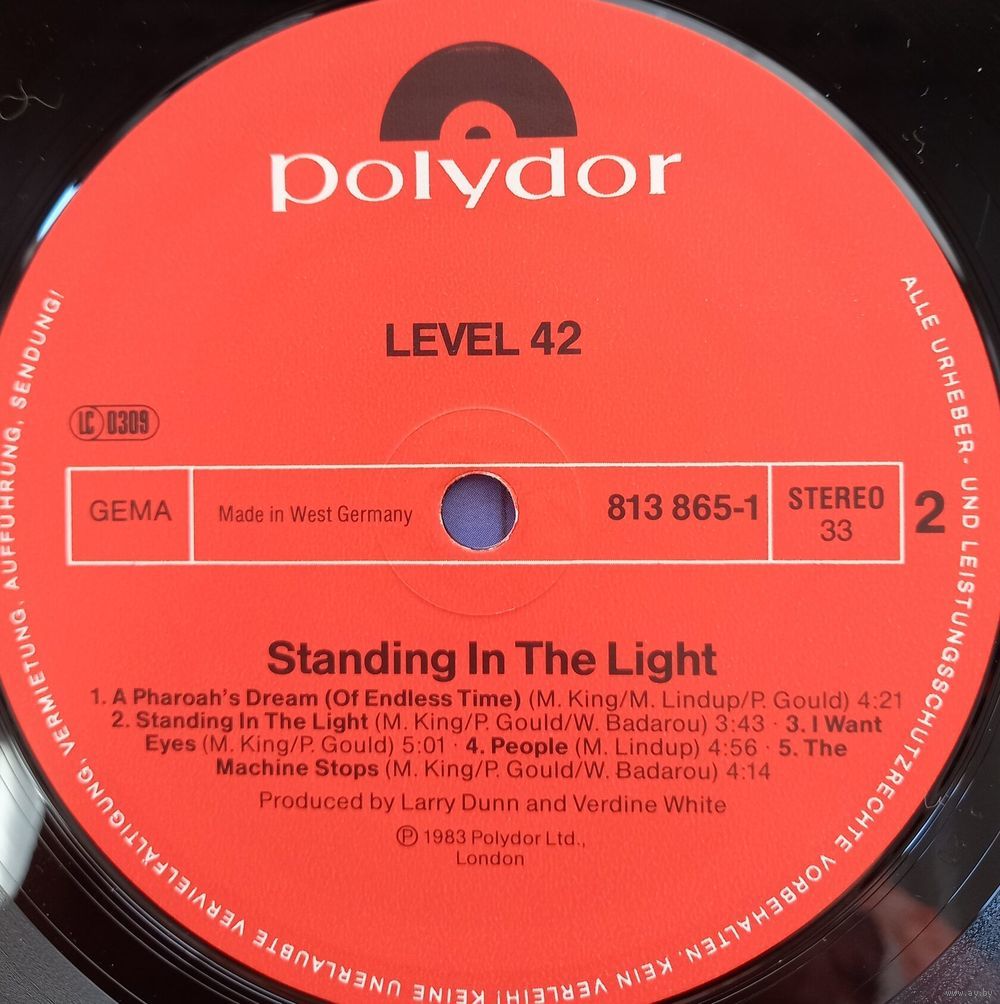 polydor
LEVEL 42
LC 0309
GEMA
Made in West Germany
813 865-1
STEREO
33
2
Standing In The Light
1. A Pharoah's Dream (Of Endless Time) (M. King/M. Lindup/P. Gould) 4:21
2. Standing In The Light (M. King/P. Gould/W. Badarou) 3:43 · 3. I Want
Eyes (M. King/P. Gould) 5:01 · 4. People (M. Lindup) 4:56 · 5. The
Machine Stops (M. King/P. Gould/W. Badarou) 4:14
Produced by Larry Dunn and Verdine White
Ⓟ 1983 Polydor Ltd.,
London
ALLE URHEBER- UND LEISTUNGSSCHUTZRECHTE VORBEHALTEN. KEIN VERLEIH! KEINE UNERLAUBTE VERVIELFÄLTIGUNG, VERMIETUNG, AUFFÜHRUNG, SENDUNG!
www.ay.by